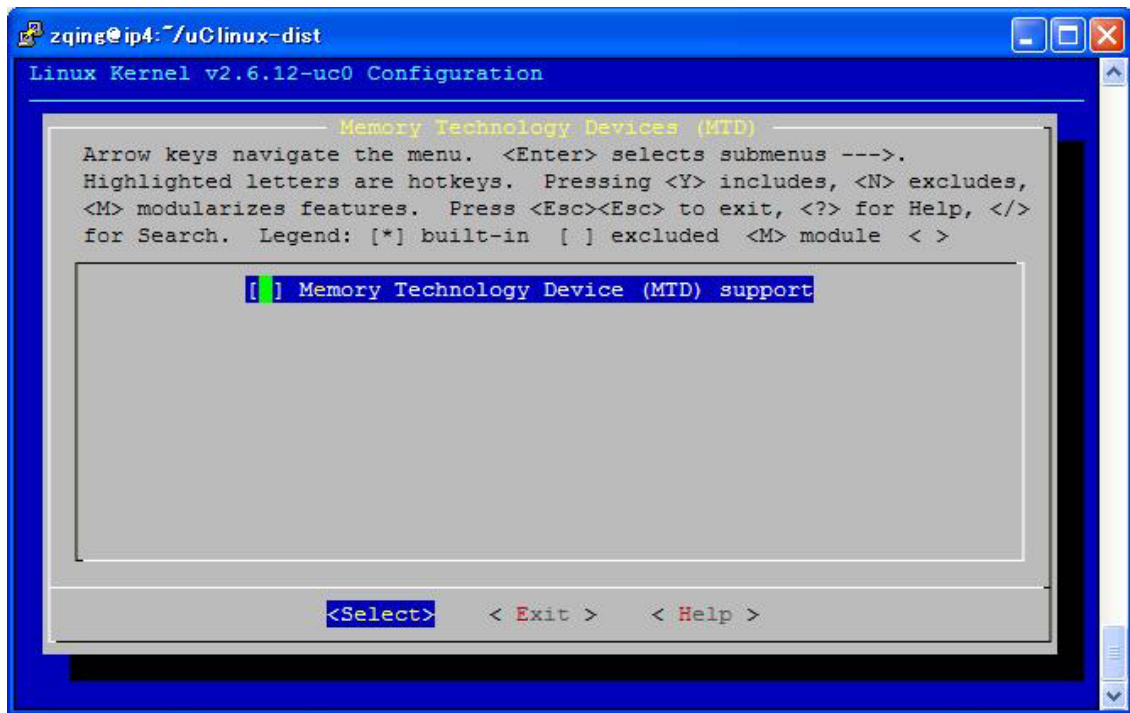 zqing@ip4:~/uClinux-dist
Linux Kernel v2.6.12-uc0 Configuration
Memory Technology Devices (MTD)
Arrow keys navigate the menu.  <Enter> selects submenus --->.
Highlighted letters are hotkeys.  Pressing <Y> includes, <N> excludes,
<M> modularizes features.  Press <Esc><Esc> to exit, <?> for Help, </>
for Search.  Legend: [*] built-in  [ ] excluded  <M> module  < >
[ ] Memory Technology Device (MTD) support
<Select>    < Exit >    < Help >